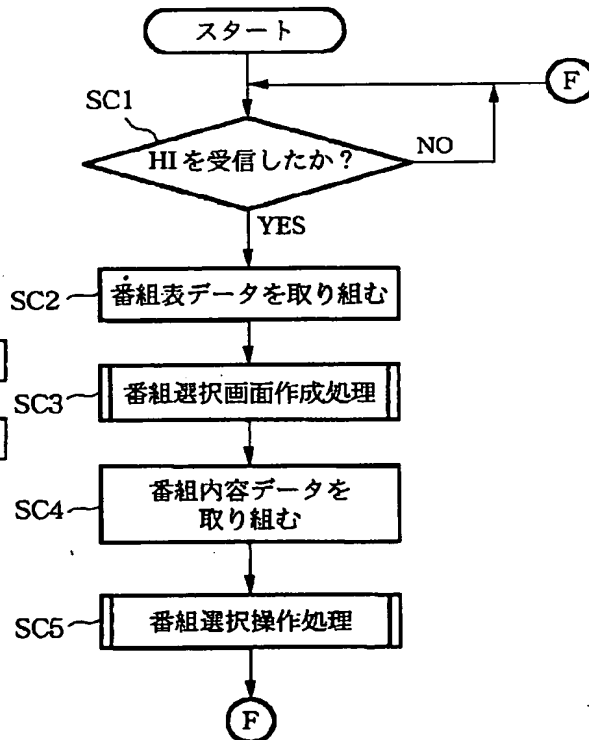 スタート
F
SC1
HIを受信したか？
NO
YES
SC2
番組表データを取り組む
SC3
番組選択画面作成処理
SC4
番組内容データを
取り組む
SC5
番組選択操作処理
F